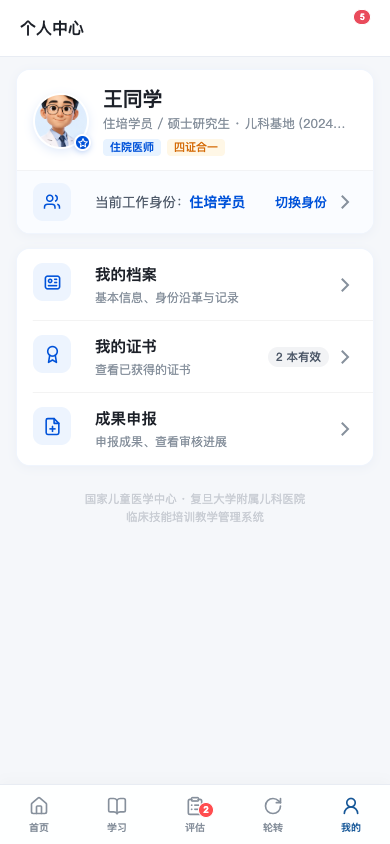 个人中心
5
王同学
住培学员 / 硕士研究生 · 儿科基地 (2024...
住院医师 四证合一
当前工作身份: 住培学员 切换身份
我的档案
基本信息、身份沿革与记录
我的证书
查看已获得的证书
2 本有效
成果申报
申报成果、查看审核进展
国家儿童医学中心 · 复旦大学附属儿科医院
临床技能培训教学管理系统
2
首页 学习 评估 轮转 我的